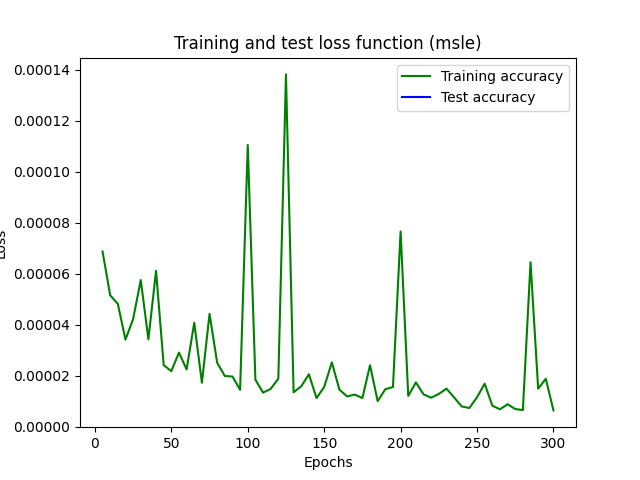 Training and test loss function (msle)
Training accuracy
Test accuracy
0.00014
0.00012
0.00010
0.00008
0.00006
0.00004
0.00002
0.00000
Loss
0 50 100 150 200 250 300
Epochs